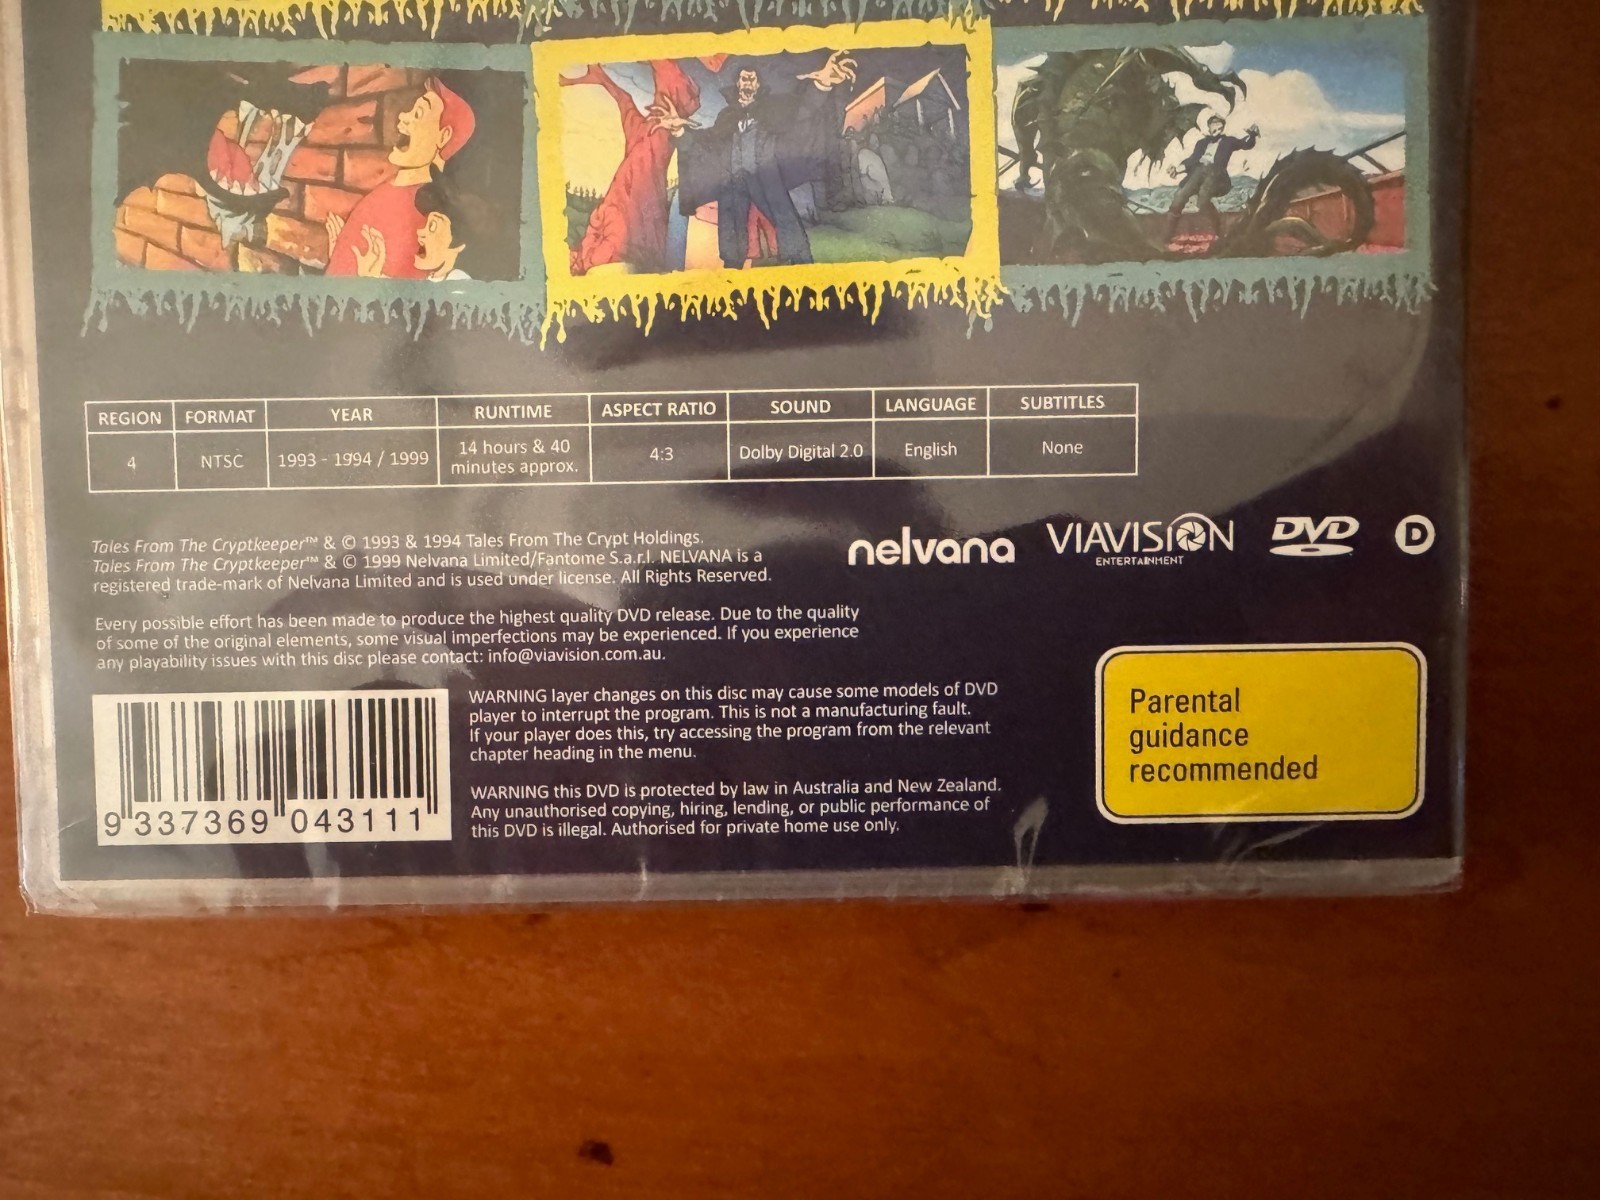 REGION FORMAT YEAR RUNTIME ASPECT RATIO SOUND LANGUAGE SUBTITLES
4 NTSC 1993 - 1994 / 1999 14 hours & 40 minutes approx. 4:3 Dolby Digital 2.0 English None
Tales From The Cryptkeeper™ & © 1993 & 1994 Tales From The Crypt Holdings.
Tales From The Cryptkeeper™ & © 1999 Nelvana Limited/Fantome S.a.r.l. NELVANA is a
registered trade-mark of Nelvana Limited and is used under license. All Rights Reserved.
nelvana
VIAVISION
ENTERTAINMENT
DVD
D
Every possible effort has been made to produce the highest quality DVD release. Due to the quality
of some of the original elements, some visual imperfections may be experienced. If you experience
any playability issues with this disc please contact: info@viavision.com.au.
WARNING layer changes on this disc may cause some models of DVD
player to interrupt the program. This is not a manufacturing fault.
If your player does this, try accessing the program from the relevant
chapter heading in the menu.
WARNING this DVD is protected by law in Australia and New Zealand.
Any unauthorised copying, hiring, lending, or public performance of
this DVD is illegal. Authorised for private home use only.
9 337369 043111
Parental
guidance
recommended